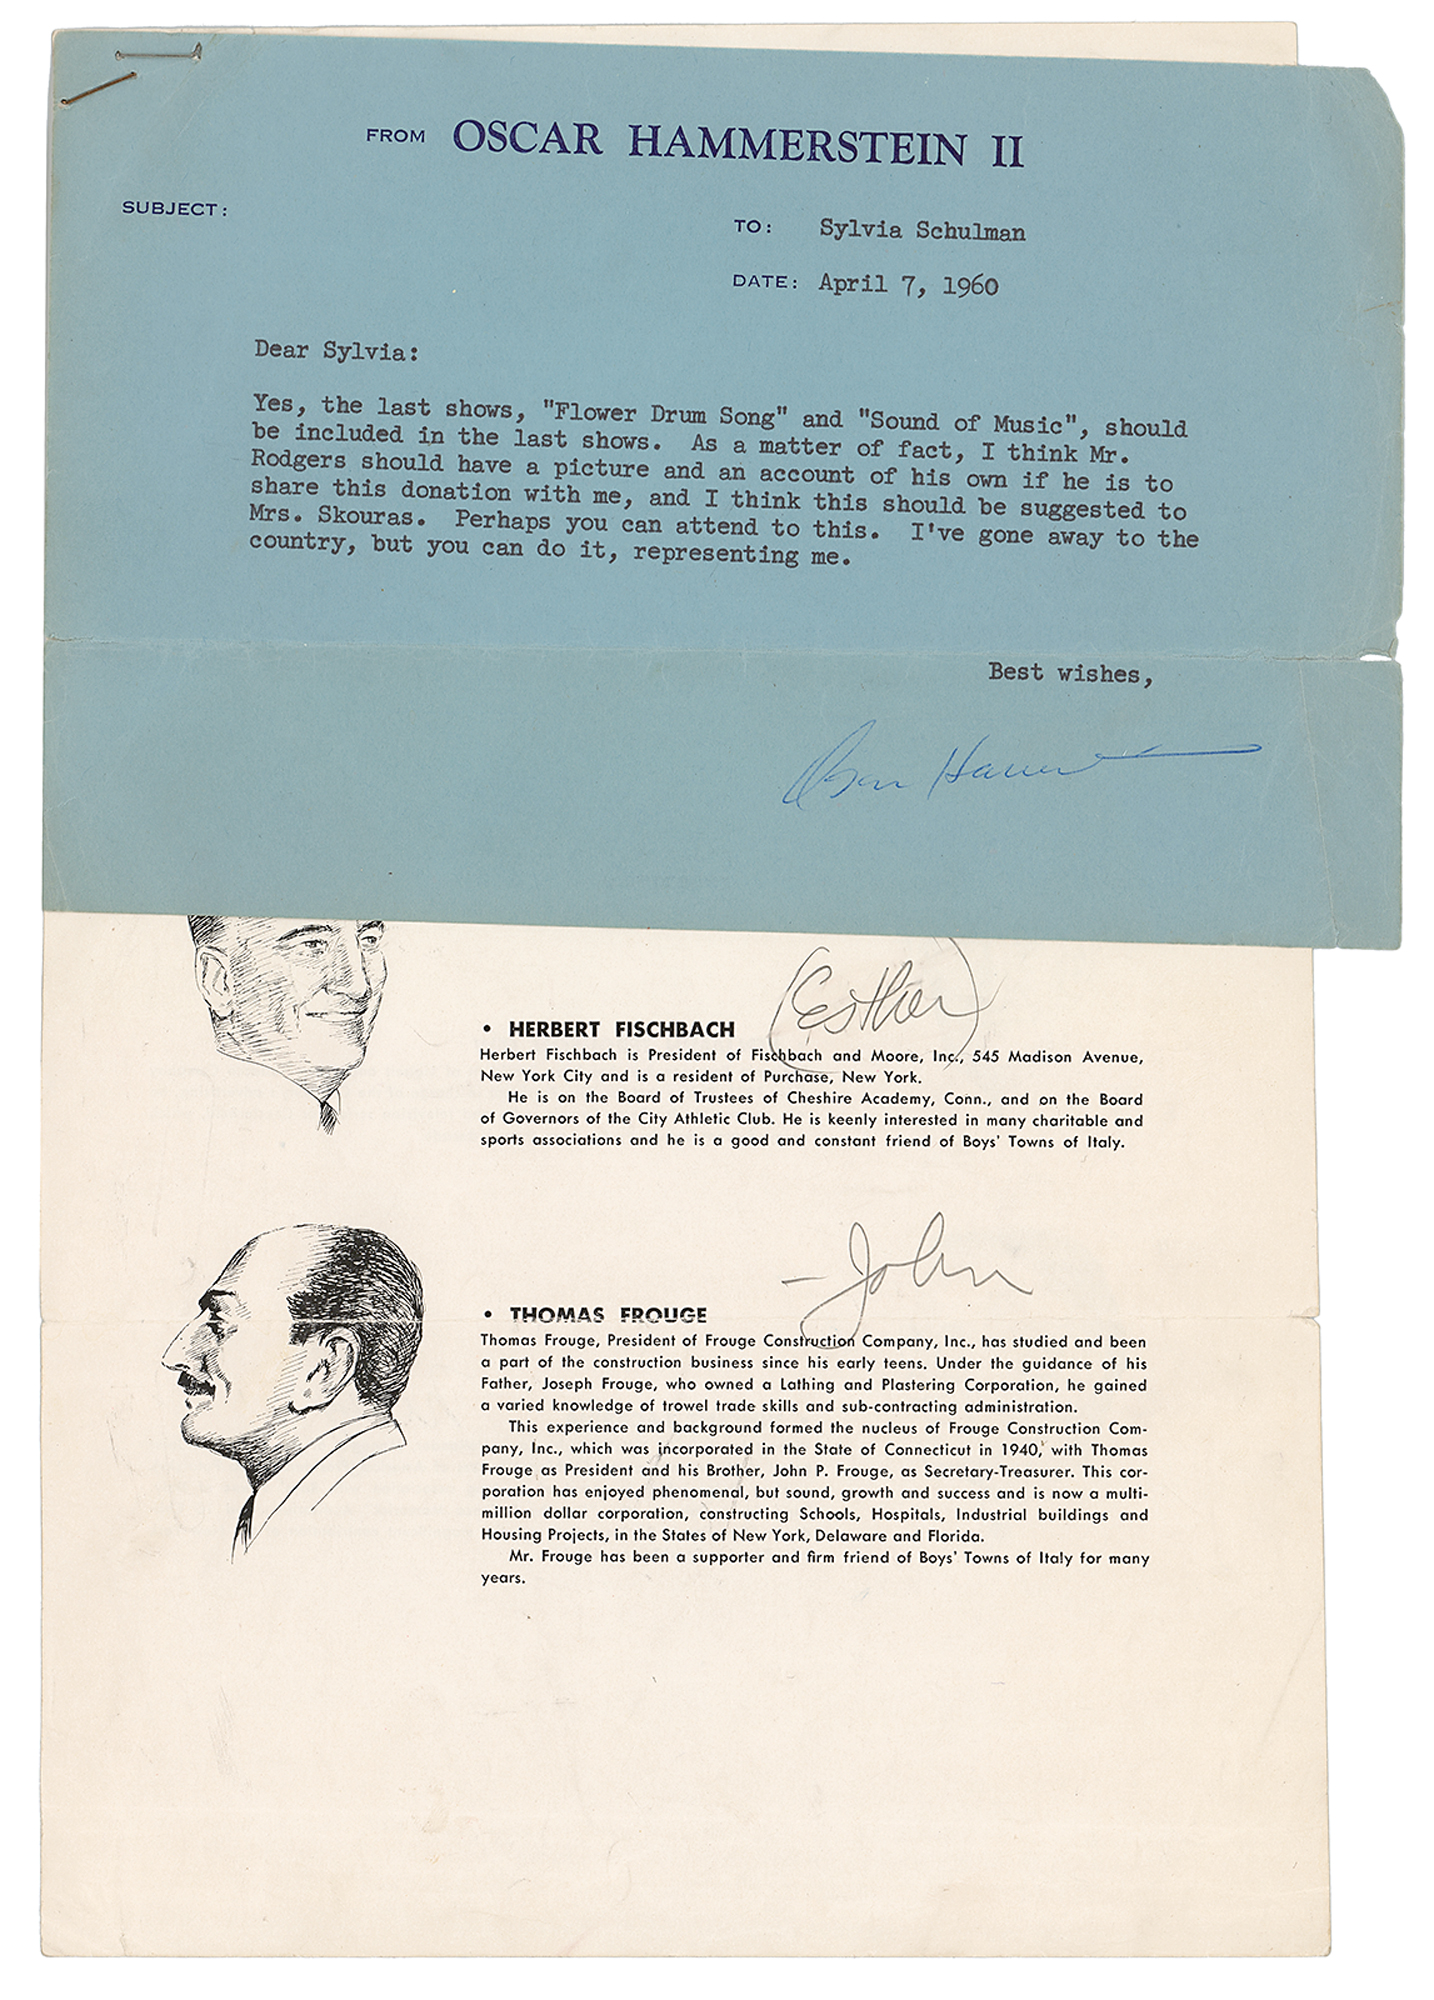 FROM OSCAR HAMMERSTEIN II
SUBJECT:
TO: Sylvia Schulman
DATE: April 7, 1960
Dear Sylvia:
Yes, the last shows, "Flower Drum Song" and "Sound of Music", should
be included in the last shows. As a matter of fact, I think Mr.
Rodgers should have a picture and an account of his own if he is to
share this donation with me, and I think this should be suggested to
Mrs. Skouras. Perhaps you can attend to this. I've gone away to the
country, but you can do it, representing me.
Best wishes,
Oscar Hammerstein
(Esther)
• HERBERT FISCHBACH
Herbert Fischbach is President of Fischbach and Moore, Inc., 545 Madison Avenue,
New York City and is a resident of Purchase, New York.
He is on the Board of Trustees of Cheshire Academy, Conn., and on the Board
of Governors of the City Athletic Club. He is keenly interested in many charitable and
sports associations and he is a good and constant friend of Boys' Towns of Italy.
— John
• THOMAS FROUGE
Thomas Frouge, President of Frouge Construction Company, Inc., has studied and been
a part of the construction business since his early teens. Under the guidance of his
Father, Joseph Frouge, who owned a Lathing and Plastering Corporation, he gained
a varied knowledge of trowel trade skills and sub-contracting administration.
This experience and background formed the nucleus of Frouge Construction Com-
pany, Inc., which was incorporated in the State of Connecticut in 1940, with Thomas
Frouge as President and his Brother, John P. Frouge, as Secretary-Treasurer. This cor-
poration has enjoyed phenomenal, but sound, growth and success and is now a multi-
million dollar corporation, constructing Schools, Hospitals, Industrial buildings and
Housing Projects, in the States of New York, Delaware and Florida.
Mr. Frouge has been a supporter and firm friend of Boys' Towns of Italy for many
years.